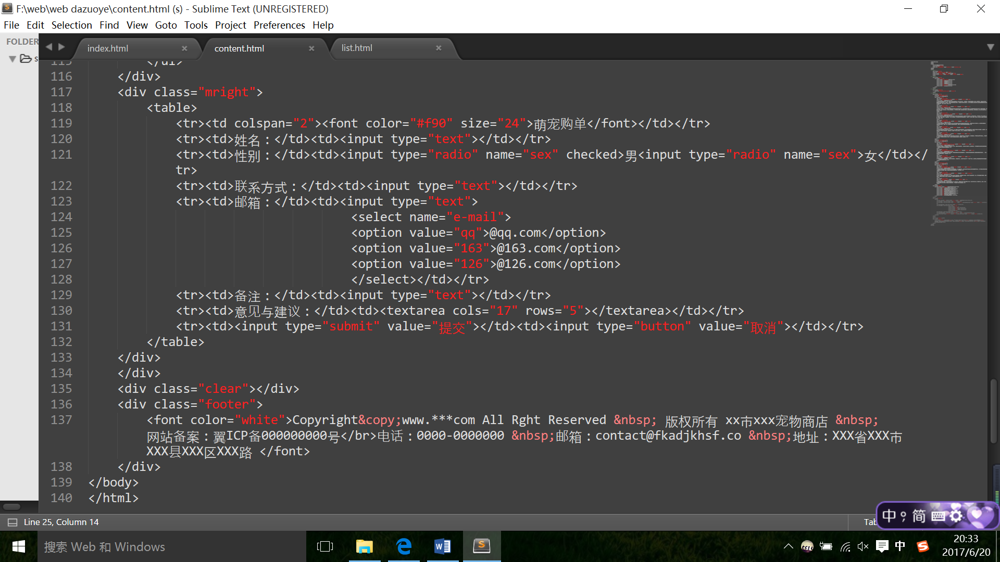 F:\web\web dazuoye\content.html (s) - Sublime Text (UNREGISTERED)
File Edit Selection Find View Goto Tools Project Preferences Help
FOLDER
index.html × content.html × list.html ×
s
115 </ul>
116 </div>
117 <div class="mright">
118 <table>
119 <tr><td colspan="2"><font color="#f90" size="24">萌宠购单</font></td></tr>
120 <tr><td>姓名：</td><td><input type="text"></td></tr>
121 <tr><td>性别：</td><td><input type="radio" name="sex" checked>男<input type="radio" name="sex">女</td></
tr>
122 <tr><td>联系方式：</td><td><input type="text"></td></tr>
123 <tr><td>邮箱：</td><td><input type="text">
124 <select name="e-mail">
125 <option value="qq">@qq.com</option>
126 <option value="163">@163.com</option>
127 <option value="126">@126.com</option>
128 </select></td></tr>
129 <tr><td>备注：</td><td><input type="text"></td></tr>
130 <tr><td>意见与建议：</td><td><textarea cols="17" rows="5"></textarea></td></tr>
131 <tr><td><input type="submit" value="提交"></td><td><input type="button" value="取消"></td></tr>
132 </table>
133 </div>
134 </div>
135 <div class="clear"></div>
136 <div class="footer">
137 <font color="white">Copyright&copy;www.***com All Rght Reserved &nbsp; 版权所有 xx市xxx宠物商店 &nbsp;
网站备案：翼ICP备000000000号</br>电话：0000-0000000 &nbsp;邮箱：contact@fkadjkhsf.co &nbsp;地址：XXX省XXX市
XXX县XXX区XXX路 </font>
138 </div>
139 </body>
140 </html>
Line 25, Column 14
Tab
中 简
搜索 Web 和 Windows
中
20:33
2017/6/20